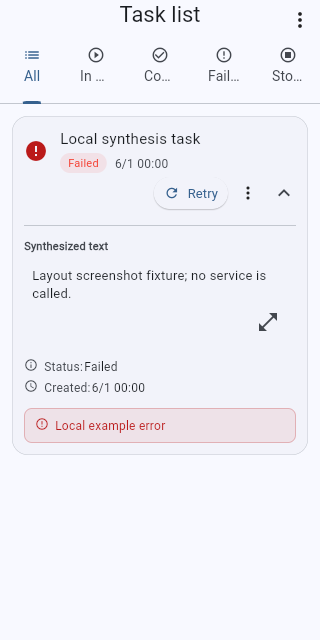 Task list
All
In ...
Co...
Fail...
Sto...
Local synthesis task
Failed
6/1 00:00
Retry
Synthesized text
Layout screenshot fixture; no service is
called.
Status: Failed
Created: 6/1 00:00
Local example error